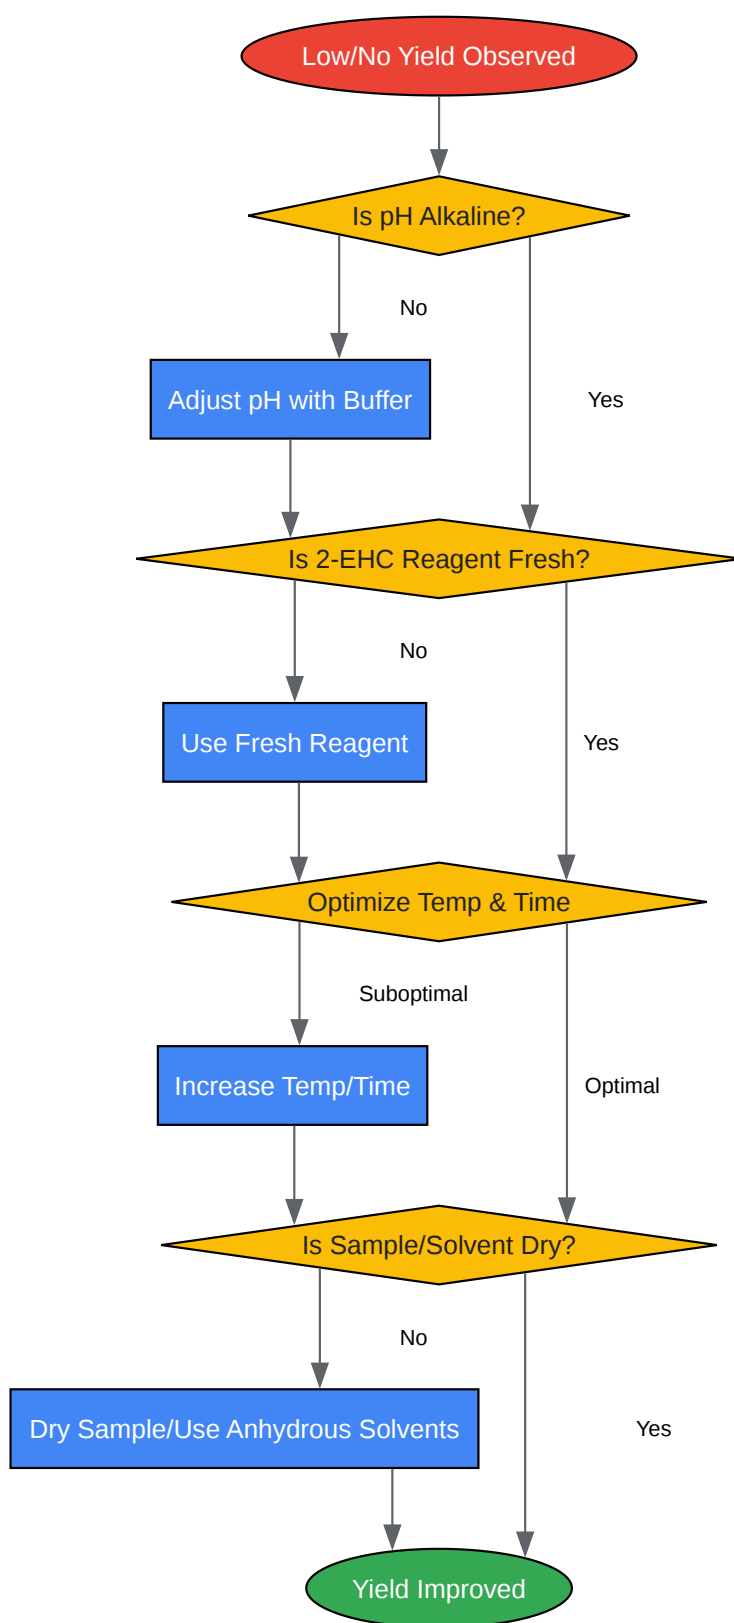 Low/No Yield Observed
Is pH Alkaline?
No
Adjust pH with Buffer
Yes
Is 2-EHC Reagent Fresh?
No
Use Fresh Reagent
Yes
Optimize Temp & Time
Suboptimal
Increase Temp/Time
Optimal
Is Sample/Solvent Dry?
No
Dry Sample/Use Anhydrous Solvents
Yes
Yield Improved